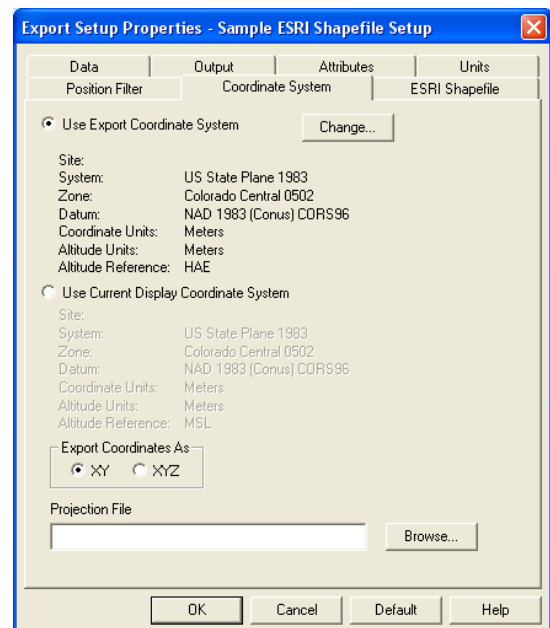 Export Setup Properties - Sample ESRI Shapefile Setup
Data Output Attributes Units
Position Filter Coordinate System ESRI Shapefile
Use Export Coordinate System Change...
Site:
System: US State Plane 1983
Zone: Colorado Central 0502
Datum: NAD 1983 (Conus) CORS96
Coordinate Units: Meters
Altitude Units: Meters
Altitude Reference: HAE
Use Current Display Coordinate System
Site:
System: US State Plane 1983
Zone: Colorado Central 0502
Datum: NAD 1983 (Conus) CORS96
Coordinate Units: Meters
Altitude Units: Meters
Altitude Reference: MSL
Export Coordinates As
XY XYZ
Projection File
Browse...
OK Cancel Default Help